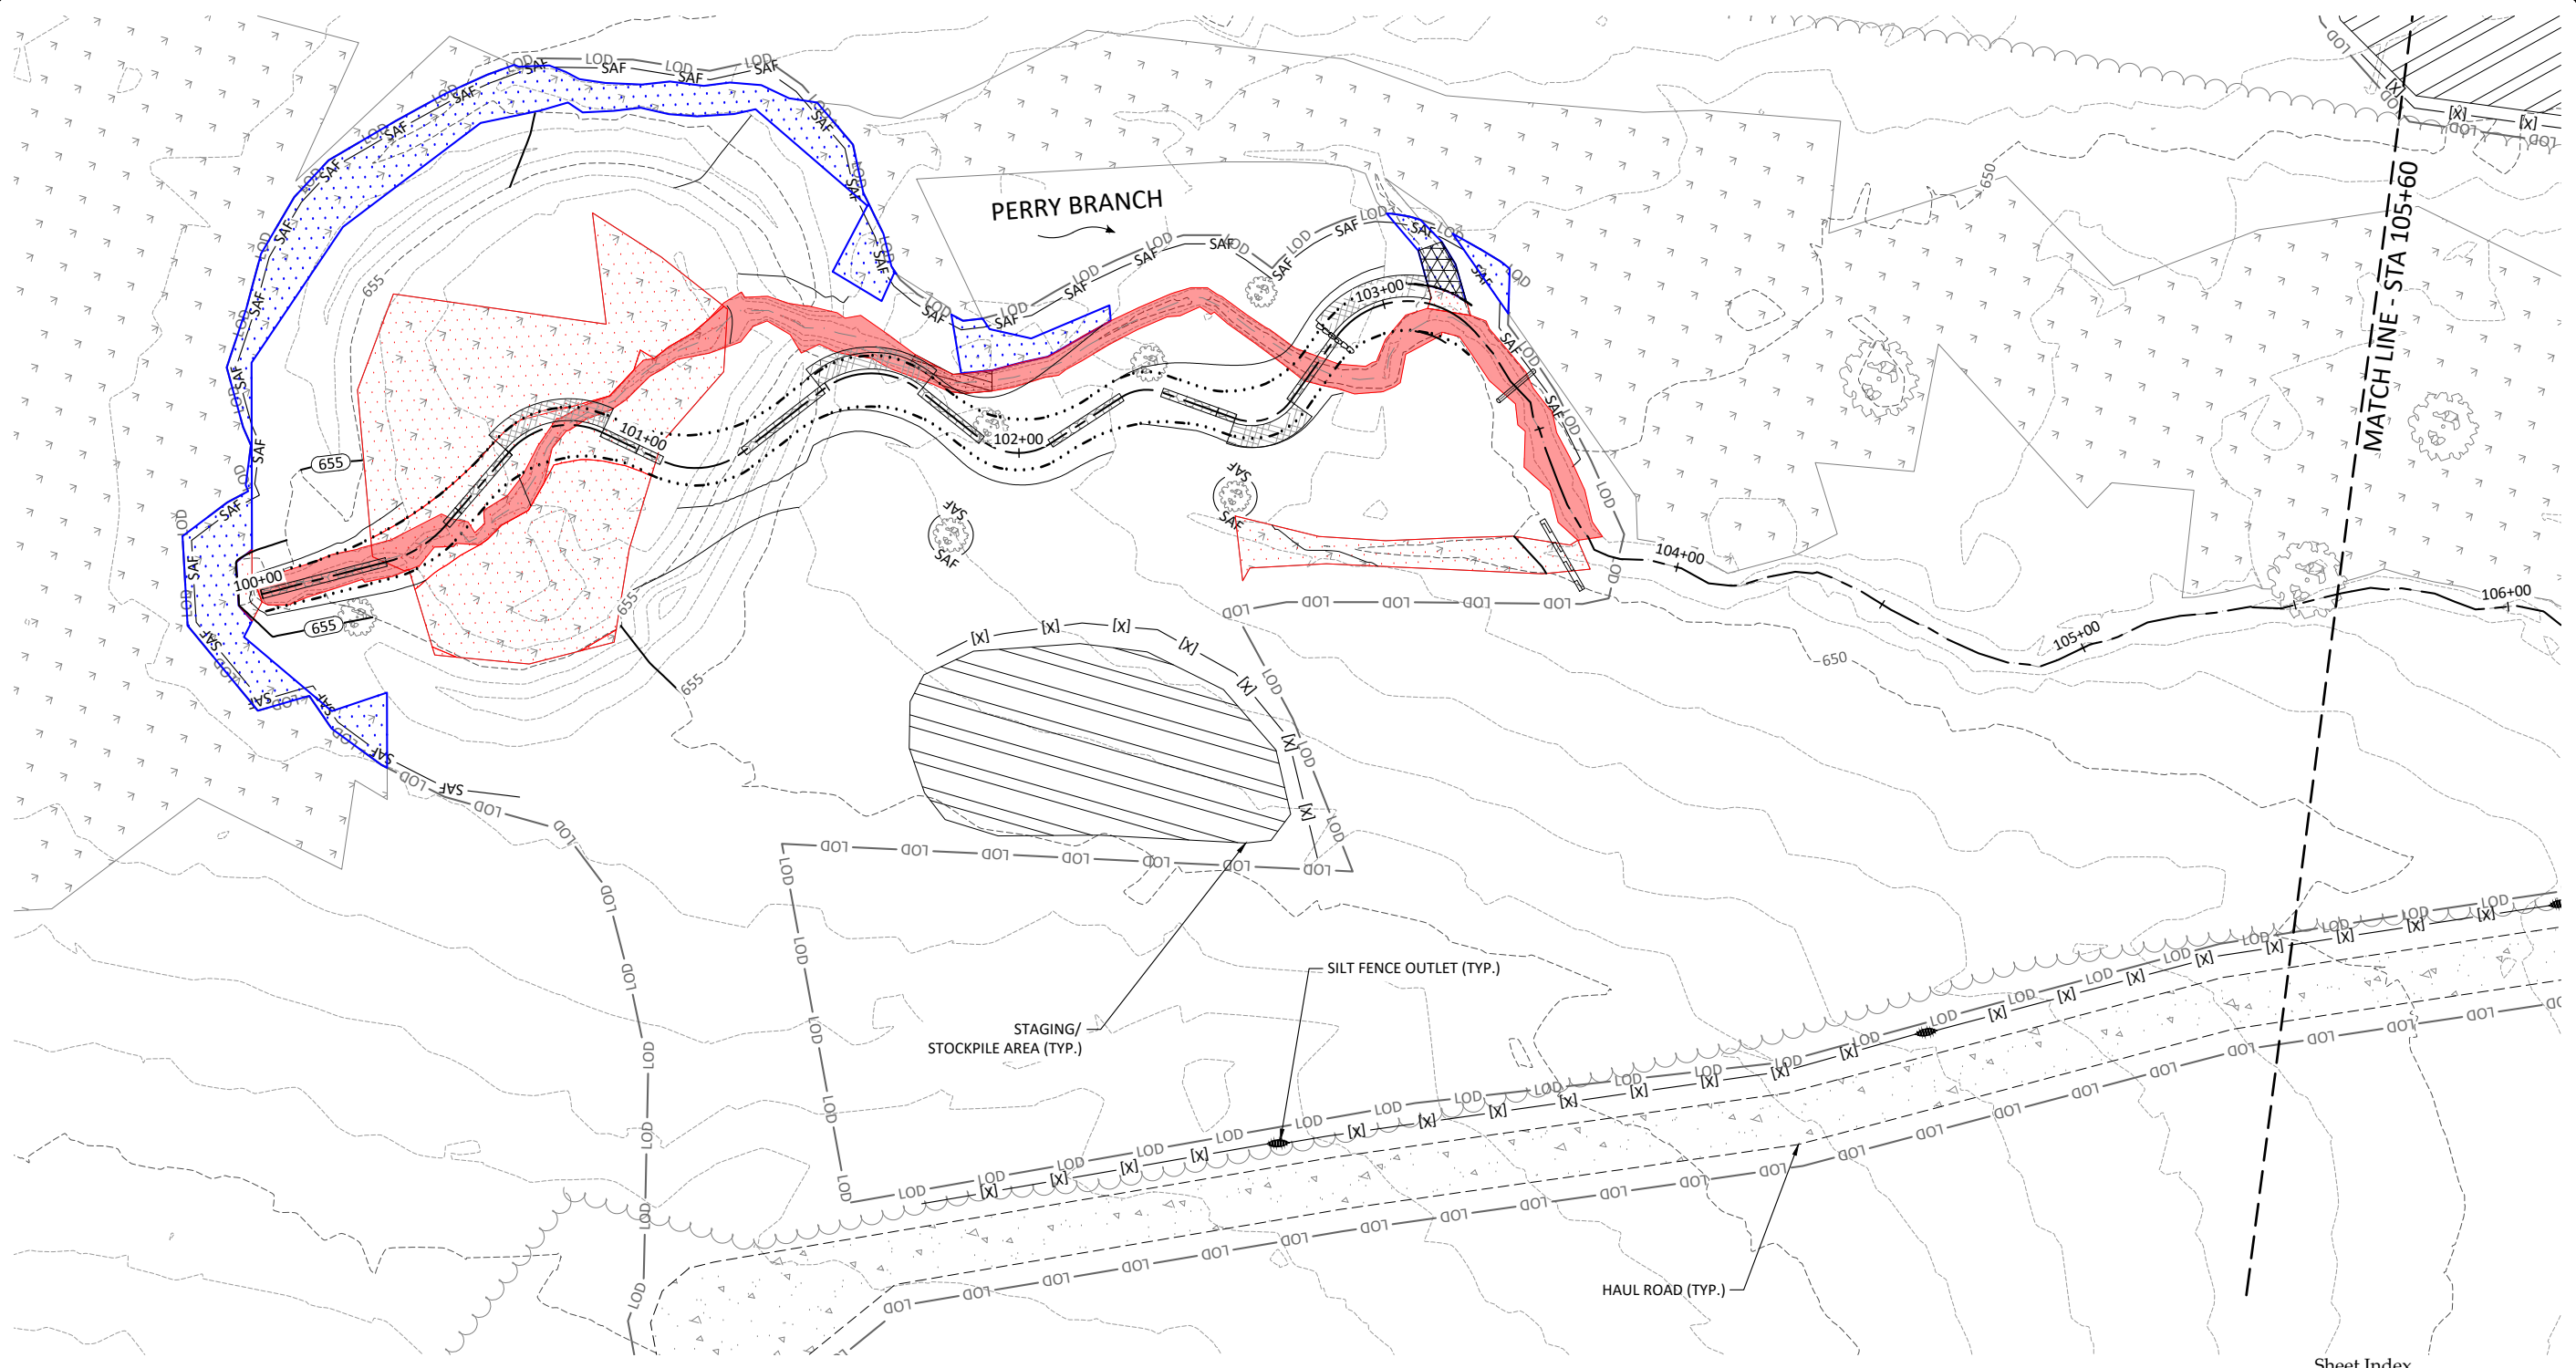 PERRY BRANCH
MATCH LINE - STA 105+60
650
655
103+00
101+00
102+00
655
100+00
655
655
655
104+00
105+00
106+00
650
SAF
LOD
[X]
SILT FENCE OUTLET (TYP.)
STAGING/
STOCKPILE AREA (TYP.)
HAUL ROAD (TYP.)
Sheet Index